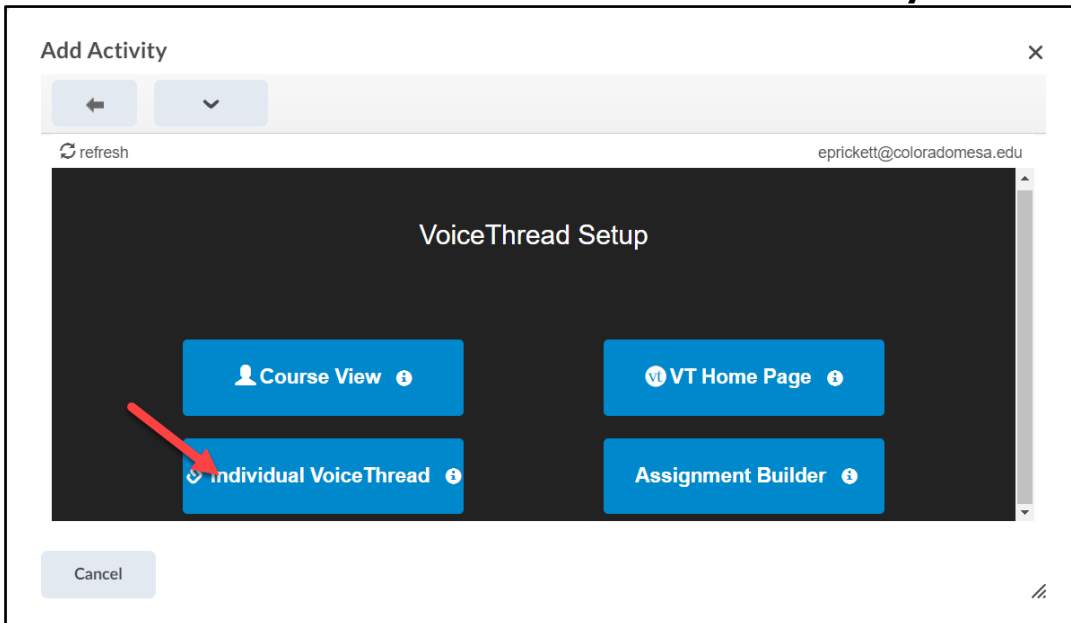 Add Activity
refresh eprickett@coloradomesa.edu
VoiceThread Setup
Course View VT Home Page
Individual VoiceThread Assignment Builder
Cancel